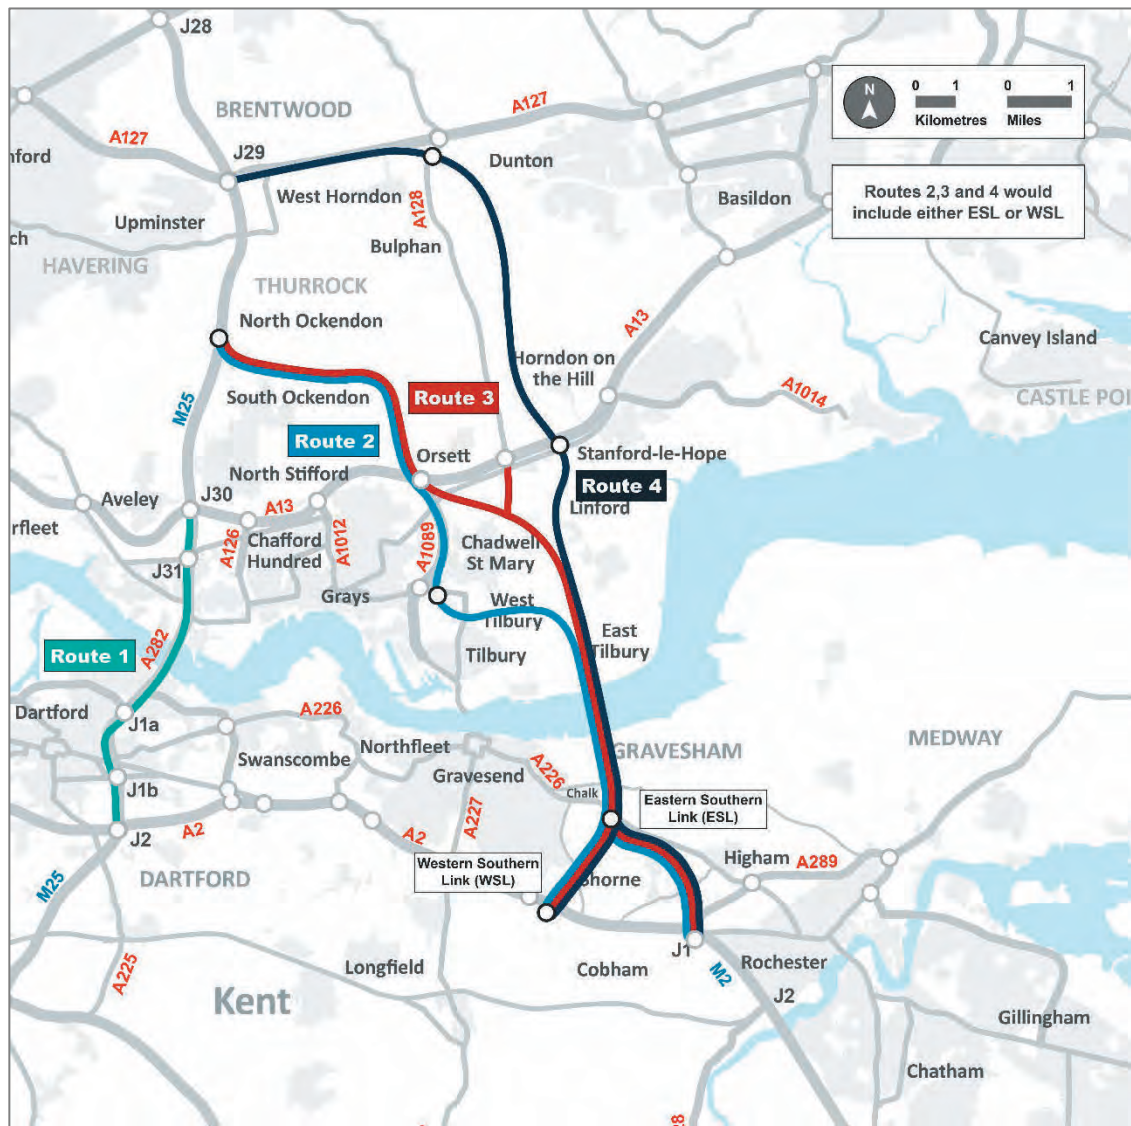 J28
BRENTWOOD
A127
N
0 1
Kilometres
0 1
Miles
A127
J29
Dunton
nford
West Horndon
A128
Basildon
Routes 2,3 and 4 would
include either ESL or WSL
Upminster
ch
Bulphan
HAVERING
THURROCK
North Ockendon
A13
Canvey Island
Horndon on
the Hill
M25
South Ockendon
Route 3
A1014
CASTLE POI
Route 2
Orsett
Stanford-le-Hope
North Stifford
Route 4
Aveley
J30
A13
Linford
rfleet
A126
Chafford
Hundred
A1012
A1089
Chadwell
St Mary
J31
Grays
West
Tilbury
East
Tilbury
A282
Tilbury
Route 1
Dartford
J1a
A226
Northfleet
GRAVESHAM
MEDWAY
Swanscombe
Gravesend
A226
J1b
Chalk
A227
Eastern Southern
Link (ESL)
J2
A2
A2
Western Southern
Link (WSL)
Higham
A289
M25
DARTFORD
Shorne
Longfield
Cobham
J1
M2
Rochester
A225
J2
Kent
Gillingham
Chatham
28